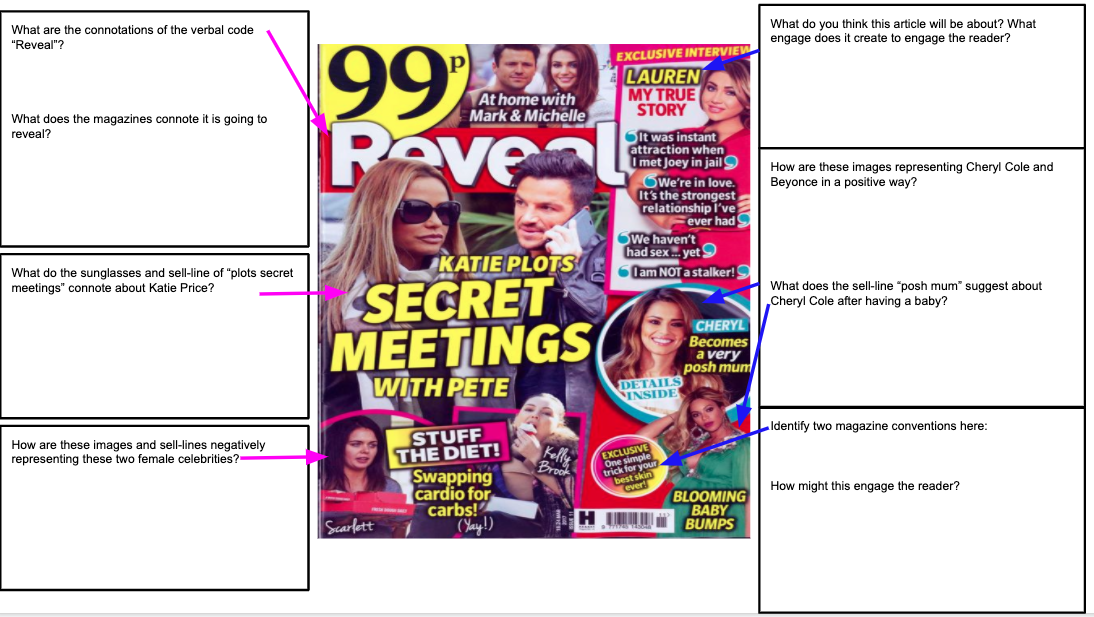 What are the connotations of the verbal code
"Reveal"?
What does the magazines connote it is going to
reveal?
What do the sunglasses and sell-line of "plots secret
meetings" connote about Katie Price?
How are these images and sell-lines negatively
representing these two female celebrities?
99p
At home with
Mark & Michelle
Reveal
EXCLUSIVE INTERVIEW
LAUREN
MY TRUE
STORY
It was instant
attraction when
I met Joey in jail
We're in love.
It's the strongest
relationship I've
ever had
We haven't
had sex ... yet
I am NOT a stalker!
KATIE PLOTS
SECRET
MEETINGS
WITH PETE
CHERYL
Becomes
a very
posh mum
DETAILS
INSIDE
STUFF
THE DIET!
Swapping
cardio for
carbs!
(Yay!)
Scarlett
Kelly
Brook
EXCLUSIVE
One simple
trick for your
best skin
ever!
BLOOMING
BABY
BUMPS
H
What do you think this article will be about? What
engage does it create to engage the reader?
How are these images representing Cheryl Cole and
Beyonce in a positive way?
What does the sell-line "posh mum" suggest about
Cheryl Cole after having a baby?
Identify two magazine conventions here:
How might this engage the reader?